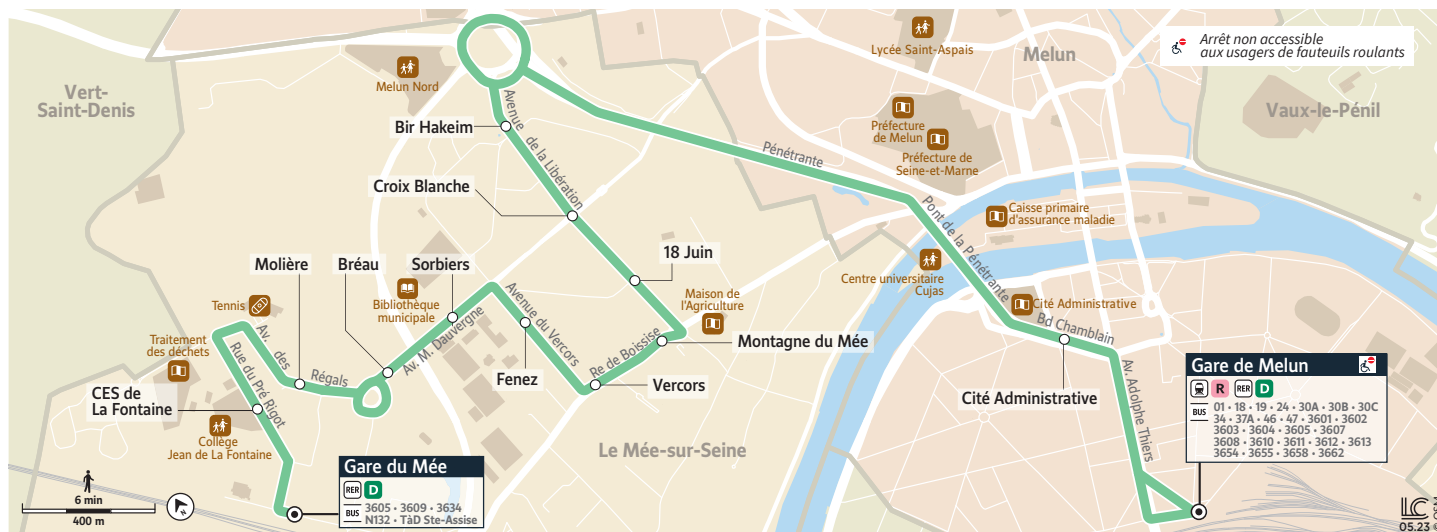 Arrêt non accessible
aux usagers de fauteuils roulants
Lycée Saint-Aspais
Melun
Vert-
Saint-Denis
Melun Nord
Vaux-le-Pénil
Préfecture
de Melun
Préfecture de
Seine-et-Marne
Bir Hakeim
Avenue de la Libération
Pénétrante
Croix Blanche
Caisse primaire
d'assurance maladie
Pont de la Pénétrante
18 Juin
Molière
Bréau
Sorbiers
Centre universitaire
Cujas
Tennis
Bibliothèque
municipale
Maison de
l'Agriculture
Cité Administrative
Bd Chamblain
Traitement
des déchets
Av. des Régals
Av. M. Dauvergne
Avenue du Vercors
Re de Boissise
Montagne du Mée
Rue du Pré Rigot
Fenez
Vercors
CES de
La Fontaine
Cité Administrative
Av. Adolphe Thiers
Gare de Melun
R RER D
BUS
01 • 18 • 19 • 24 • 30A • 30B • 30C
34 • 37A • 46 • 47 • 3601 • 3602
3603 • 3604 • 3605 • 3607
3608 • 3610 • 3611 • 3612 • 3613
3654 • 3655 • 3658 • 3662
Collège
Jean de La Fontaine
Le Mée-sur-Seine
Gare du Mée
RER D
BUS
3605 • 3609 • 3634
N132 • TàD Ste-Assise
6 min
400 m
N
LC
05.23 © OSM